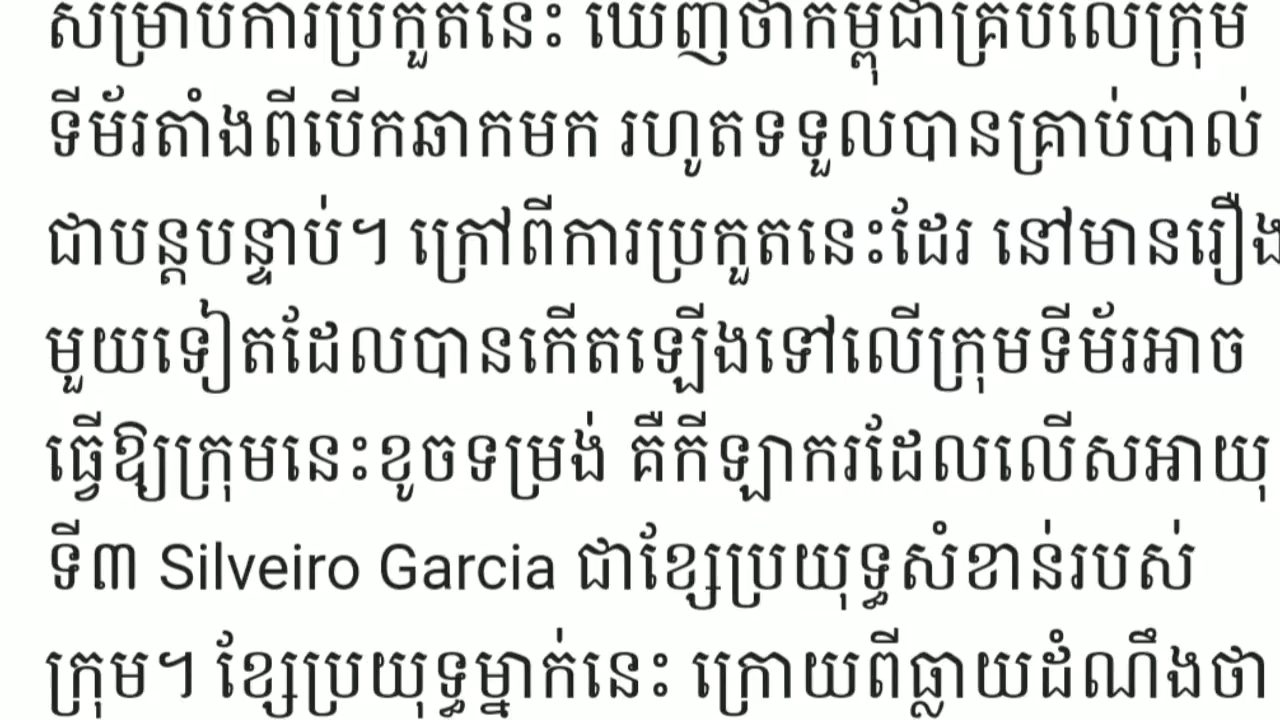 សម្រាប់ការប្រកួតនេះ ឃើញថាកម្ពុជាគ្របលើក្រុម
ទីម័រតាំងពីបើកឆាកមក រហូតទទួលបានគ្រាប់បាល់
ជាបន្តបន្ទាប់។ ក្រៅពីការប្រកួតនេះដែរ នៅមានរឿង
មួយទៀតដែលបានកើតឡើងទៅលើក្រុមទីម័រអាច
ធ្វើឱ្យក្រុមនេះខូចទម្រង់ គឺកីឡាករដែលលើសអាយុ
ទី៣ Silveiro Garcia ជាខ្សែប្រយុទ្ធសំខាន់របស់
ក្រុម។ ខ្សែប្រយុទ្ធម្នាក់នេះ ក្រោយពីធ្លាយដំណឹងថា